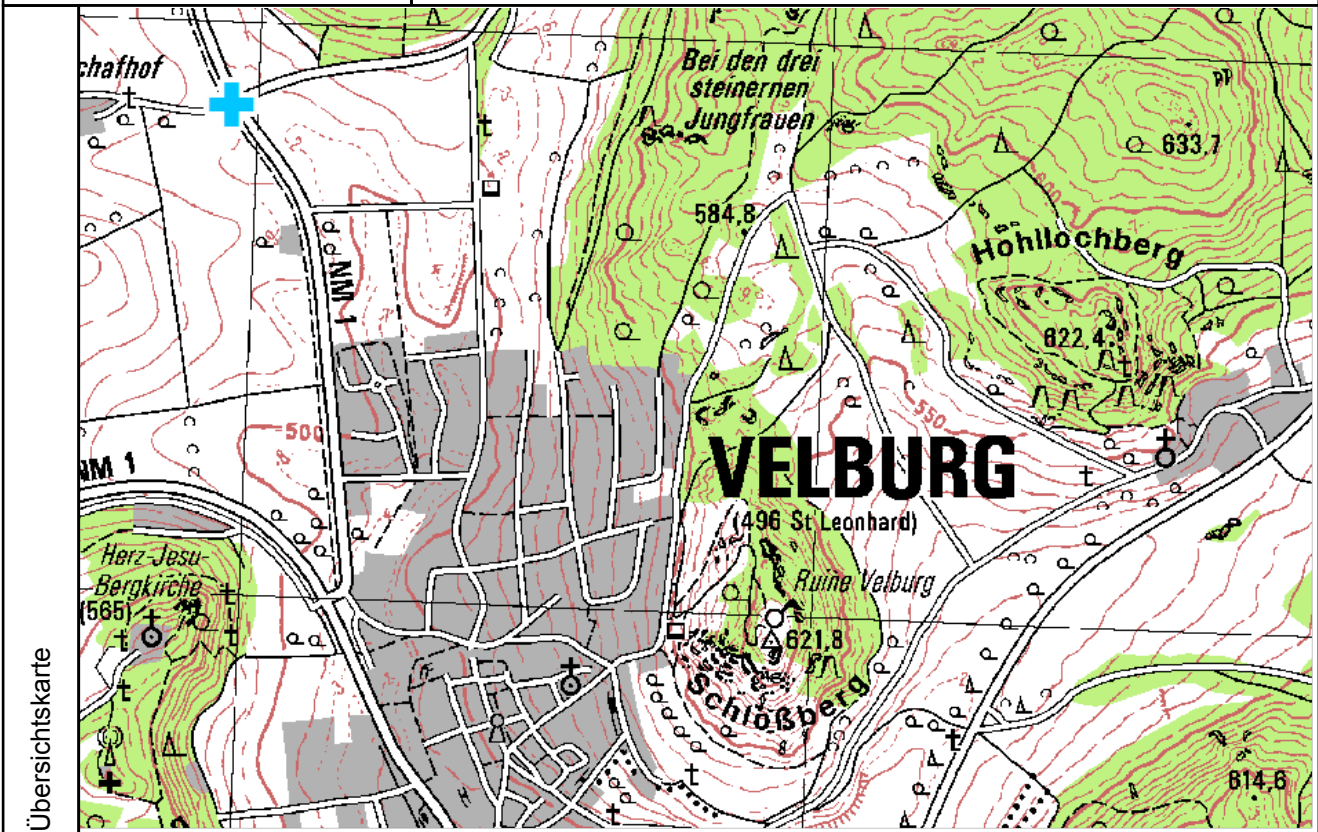 Übersichtskarte
chafhof
Bei den drei
steinernen
Jungfrauen
633,7
600
584,8
Hohllochberg
NM 1
622,4
550
500
VELBURG
NM 1
(496 St Leonhard)
Herz-Jesu-
Bergkirche
(565)
Ruine Velburg
621,8
Schloßberg
614,6